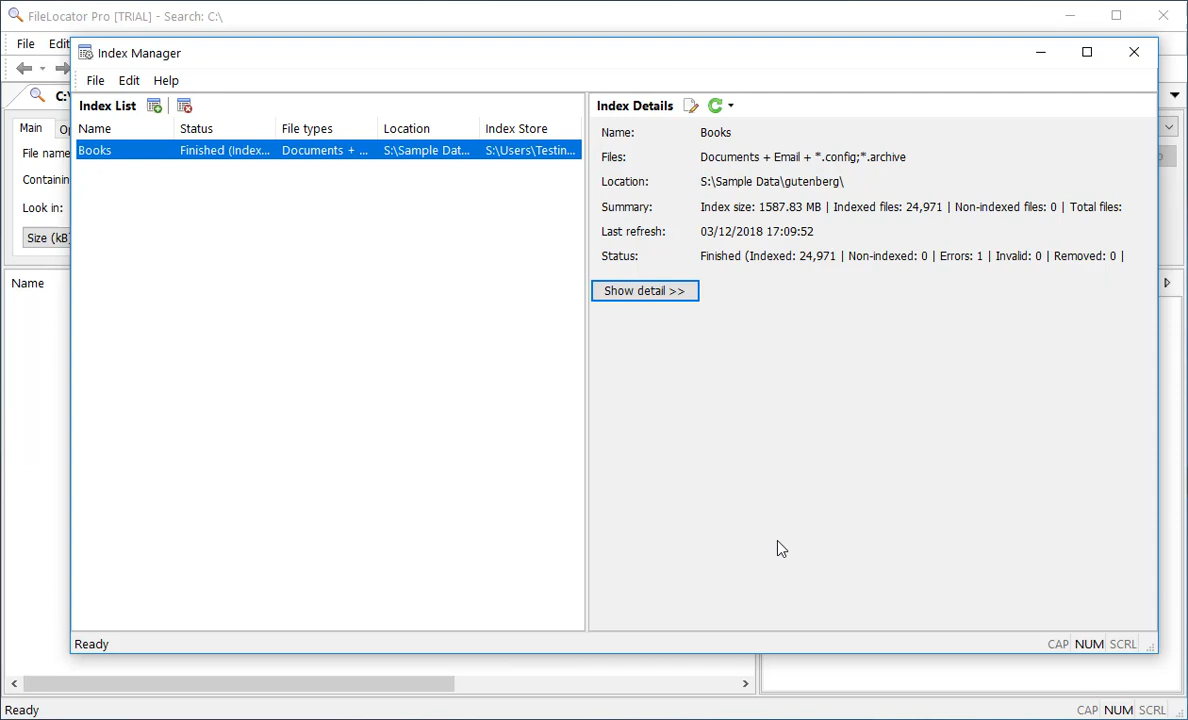 FileLocator Pro [TRIAL] - Search: C:\
File Edit
Index Manager
File Edit Help
C:\
Index List
Index Details
Main
Name Status File types Location Index Store
Books Finished (Index... Documents + ... S:\Sample Dat... S:\Users\Testin...
Name: Books
File name
Files: Documents + Email + *.config;*.archive
Containin
Location: S:\Sample Data\gutenberg\
Look in:
Summary: Index size: 1587.83 MB | Indexed files: 24,971 | Non-indexed files: 0 | Total files:
Last refresh: 03/12/2018 17:09:52
Size (kB)
Status: Finished (Indexed: 24,971 | Non-indexed: 0 | Errors: 1 | Invalid: 0 | Removed: 0 |
Name
Show detail >>
Ready CAP NUM SCRL
Ready CAP NUM SCRL